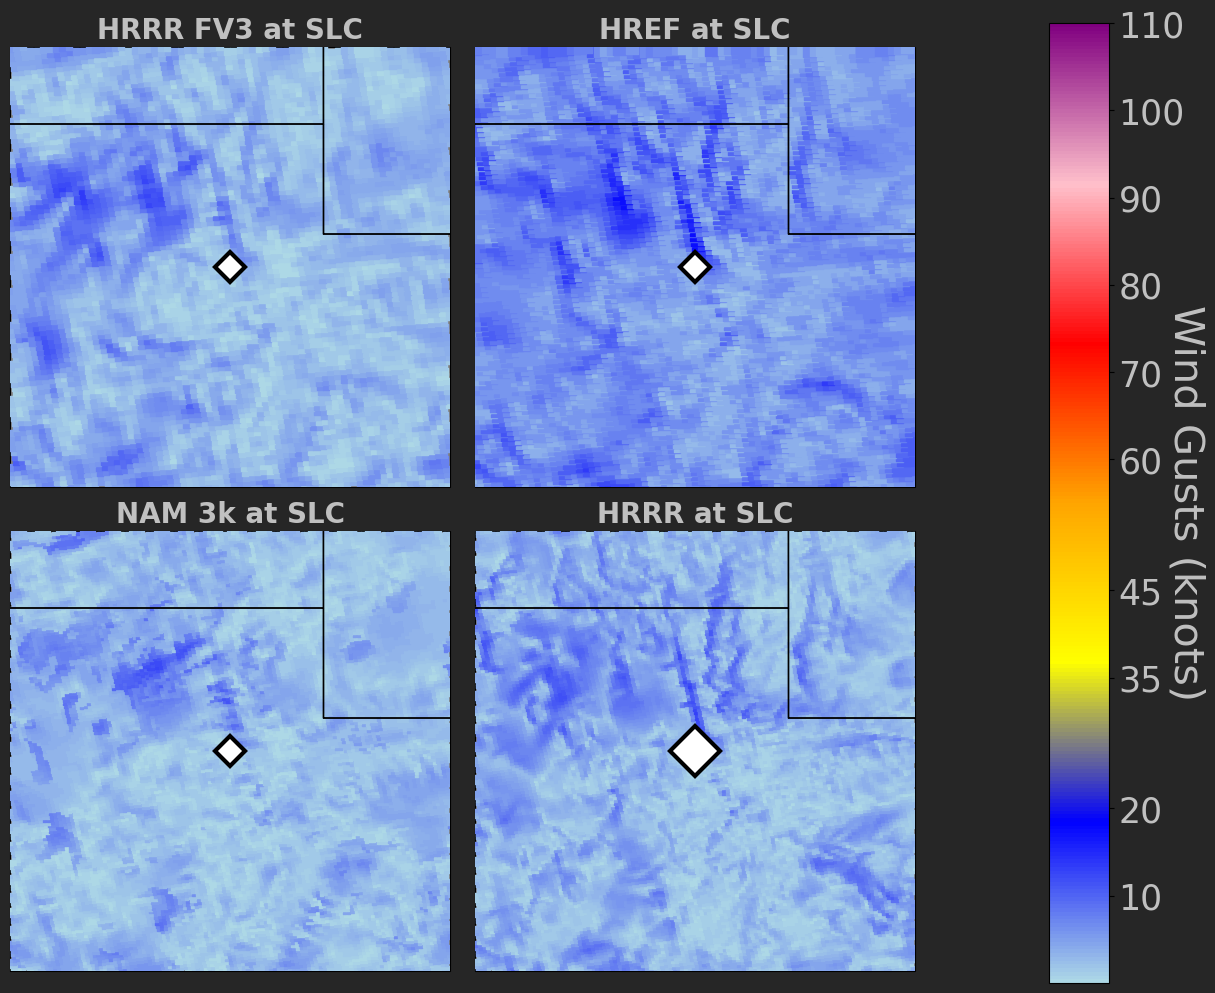 HRRR FV3 at SLC
HREF at SLC
NAM 3k at SLC
HRRR at SLC
110
100
90
80
70
60
45
35
20
10
Wind Gusts (knots)